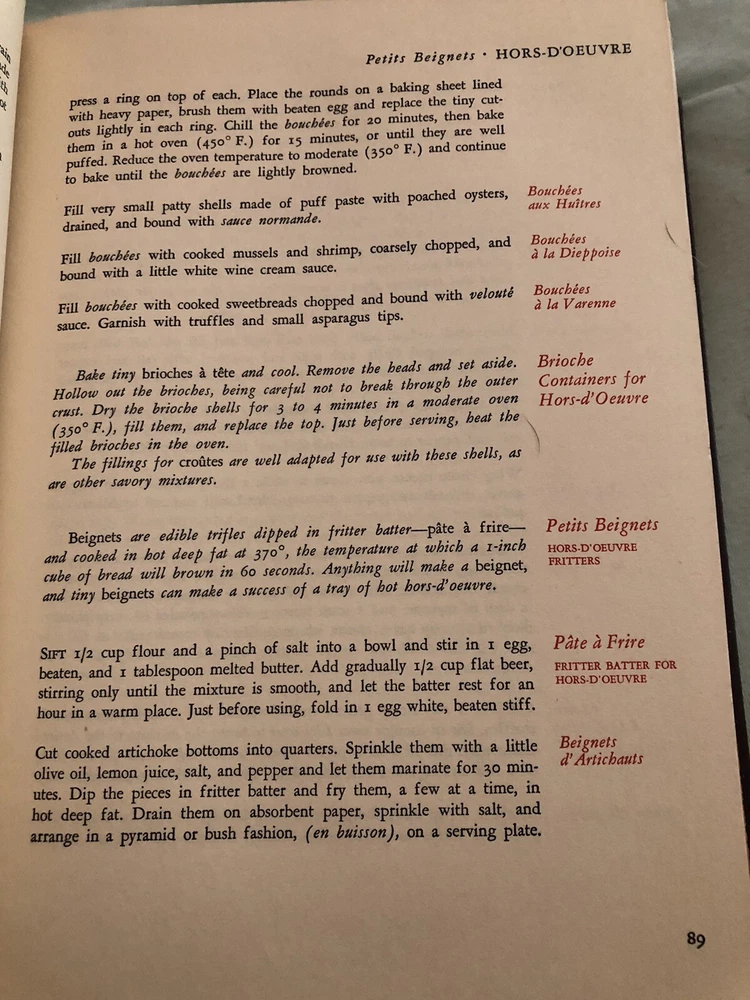 Petits Beignets · HORS-D'OEUVRE
press a ring on top of each. Place the rounds on a baking sheet lined
with heavy paper, brush them with beaten egg and replace the tiny cut-
outs lightly in each ring. Chill the bouchées for 20 minutes, then bake
them in a hot oven (450° F.) for 15 minutes, or until they are well
puffed. Reduce the oven temperature to moderate (350° F.) and continue
to bake until the bouchées are lightly browned.
Bouchées
aux Huîtres
Fill very small patty shells made of puff paste with poached oysters,
drained, and bound with sauce normande.
Bouchées
à la Dieppoise
Fill bouchées with cooked mussels and shrimp, coarsely chopped, and
bound with a little white wine cream sauce.
Bouchées
à la Varenne
Fill bouchées with cooked sweetbreads chopped and bound with velouté
sauce. Garnish with truffles and small asparagus tips.
Brioche
Containers for
Hors-d'Oeuvre
Bake tiny brioches à tête and cool. Remove the heads and set aside.
Hollow out the brioches, being careful not to break through the outer
crust. Dry the brioche shells for 3 to 4 minutes in a moderate oven
(350° F.), fill them, and replace the top. Just before serving, heat the
filled brioches in the oven.
The fillings for croûtes are well adapted for use with these shells, as
are other savory mixtures.
Petits Beignets
HORS-D'OEUVRE
FRITTERS
Beignets are edible trifles dipped in fritter batter—pâte à frire—
and cooked in hot deep fat at 370°, the temperature at which a 1-inch
cube of bread will brown in 60 seconds. Anything will make a beignet,
and tiny beignets can make a success of a tray of hot hors-d'oeuvre.
Pâte à Frire
FRITTER BATTER FOR
HORS-D'OEUVRE
SIFT 1/2 cup flour and a pinch of salt into a bowl and stir in 1 egg,
beaten, and 1 tablespoon melted butter. Add gradually 1/2 cup flat beer,
stirring only until the mixture is smooth, and let the batter rest for an
hour in a warm place. Just before using, fold in 1 egg white, beaten stiff.
Beignets
d'Artichauts
Cut cooked artichoke bottoms into quarters. Sprinkle them with a little
olive oil, lemon juice, salt, and pepper and let them marinate for 30 min-
utes. Dip the pieces in fritter batter and fry them, a few at a time, in
hot deep fat. Drain them on absorbent paper, sprinkle with salt, and
arrange in a pyramid or bush fashion, (en buisson), on a serving plate.
89